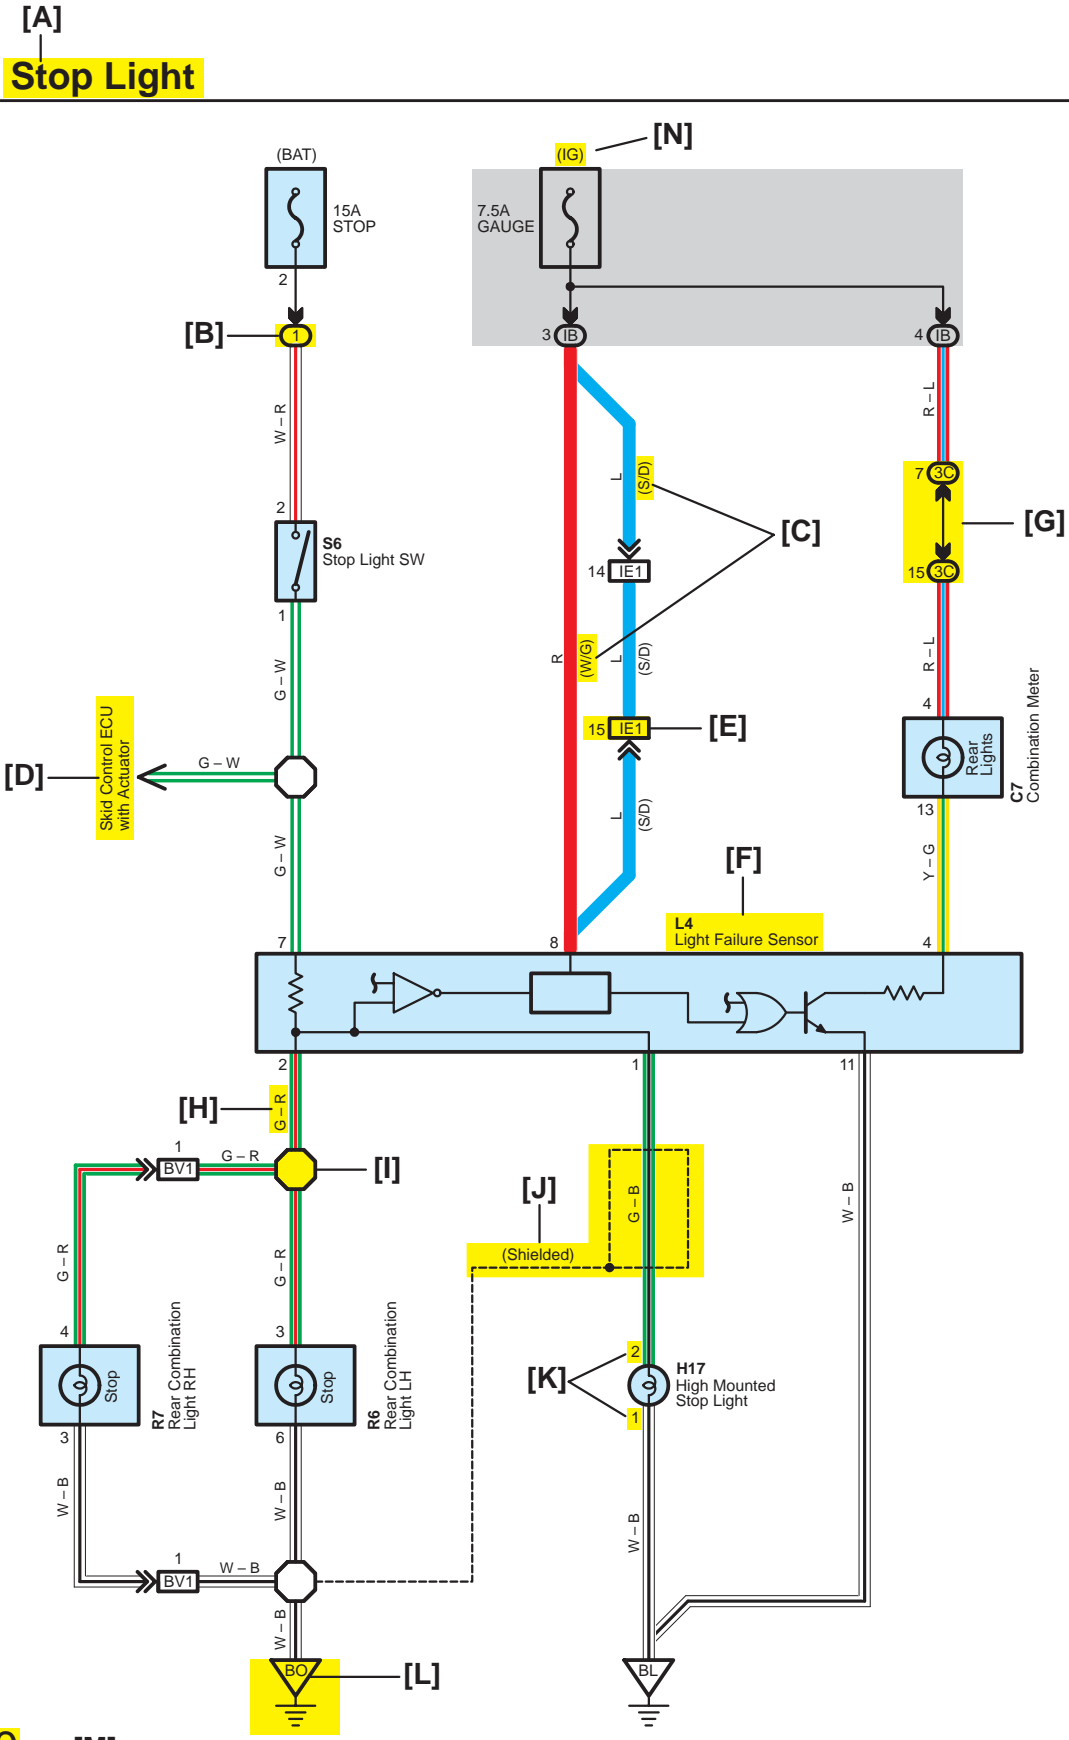 [A]
Stop Light
[N]
(BAT)
(IG)
15A
STOP
7.5A
GAUGE
2
[B]
1
3
IB
4
IB
W – R
R – L
L
(S/D)
7
3C
[C]
[G]
2
S6
Stop Light SW
14
IE1
15
3C
1
R
(W/G)
L
(S/D)
R – L
G – W
4
15
IE1
[E]
Rear
Lights
C7
Combination Meter
[D]
Skid Control ECU
with Actuator
G – W
13
L
(S/D)
G – W
Y – G
[F]
L4
Light Failure Sensor
7
8
4
2
1
11
[H]
G – R
1
BV1
G – R
[I]
[J]
G – B
W – B
(Shielded)
G – R
G – R
4
3
2
Stop
R7
Rear Combination
Light RH
Stop
R6
Rear Combination
Light LH
[K]
H17
High Mounted
Stop Light
1
3
6
W – B
W – B
W – B
1
BV1
W – B
W – B
BO
[L]
BL